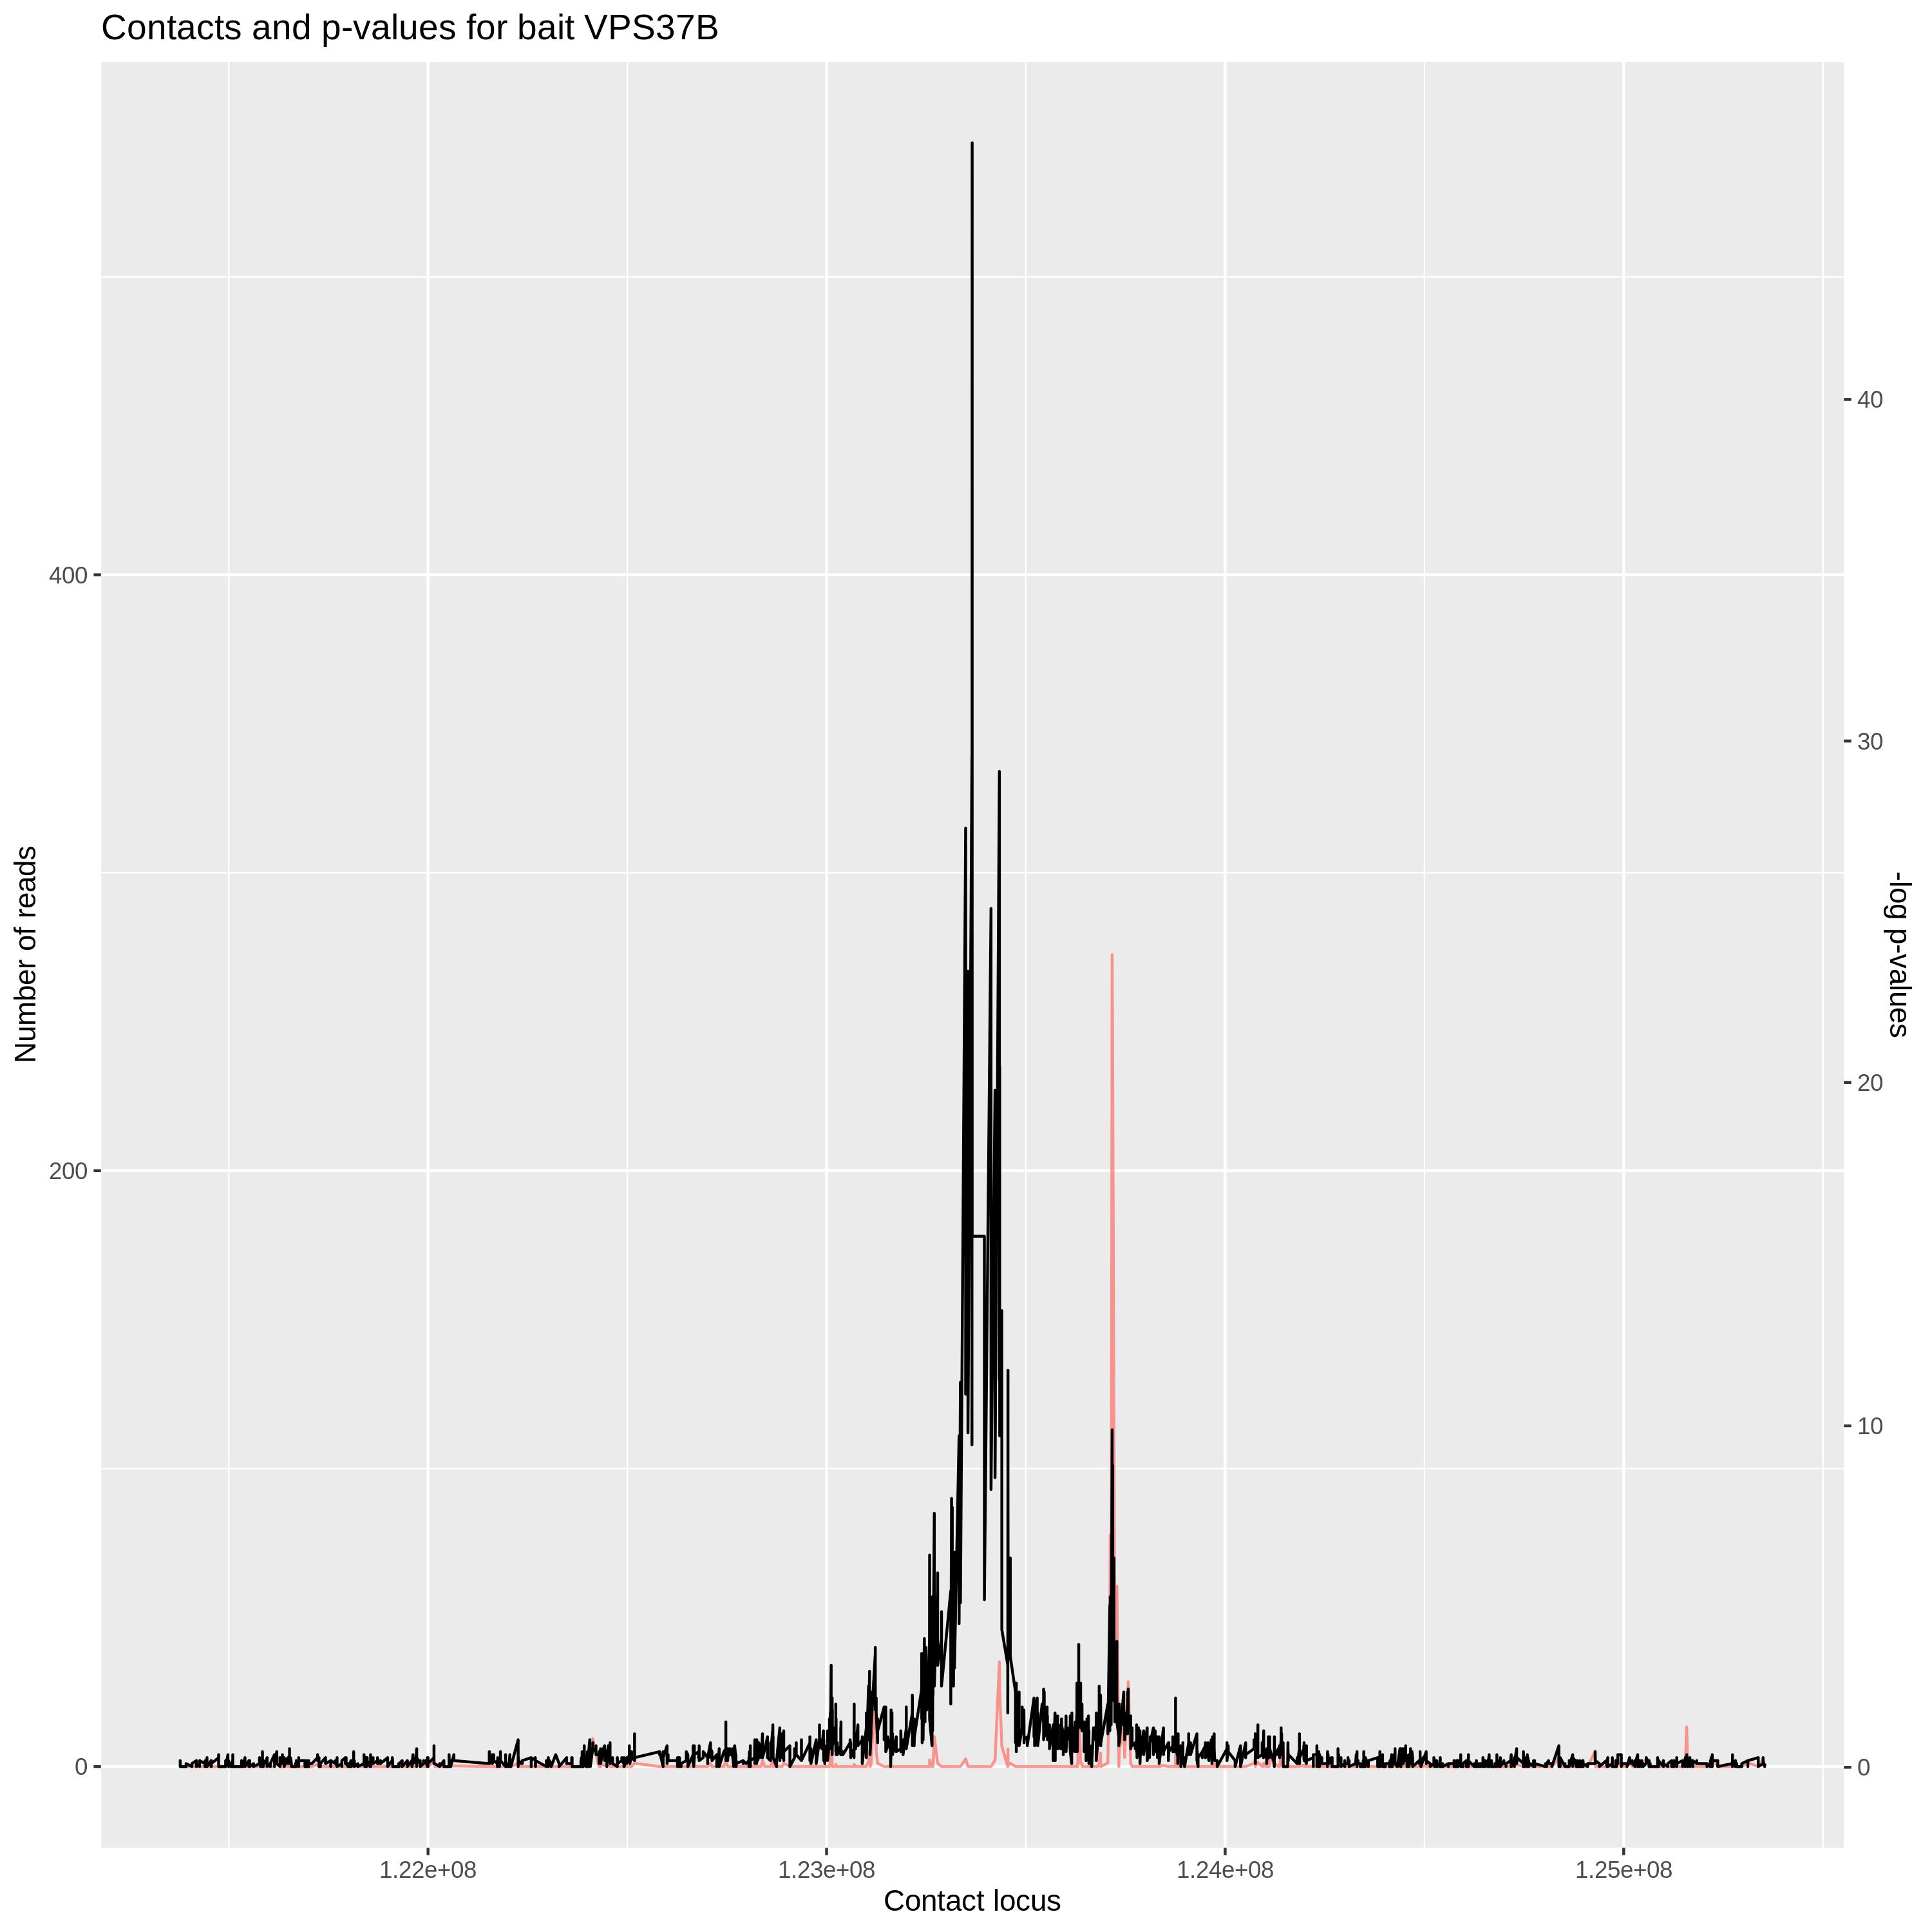 Contacts and p-values for bait VPS37B
Number of reads
400
200
0
40
30
20
10
0
-log p-values
1.22e+08
1.23e+08
1.24e+08
1.25e+08
Contact locus